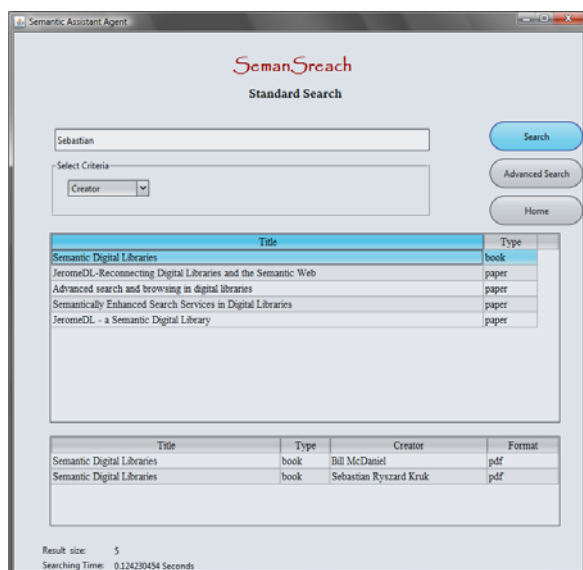 Semantic Assistant Agent
SemanSreach
Standard Search
Sebastian
Search
Select Criteria
Creator
Advanced Search
Home
Title Type
Semantic Digital Libraries book
JeromeDL-Reconnecting Digital Libraries and the Semantic Web paper
Advanced search and browsing in digital libraries paper
Semantically Enhanced Search Services in Digital Libraries paper
JeromeDL - a Semantic Digital Library paper
Title Type Creator Format
Semantic Digital Libraries book Bill McDaniel pdf
Semantic Digital Libraries book Sebastian Ryszard Kruk pdf
Result size: 5
Searching Time: 0.124230454 Seconds